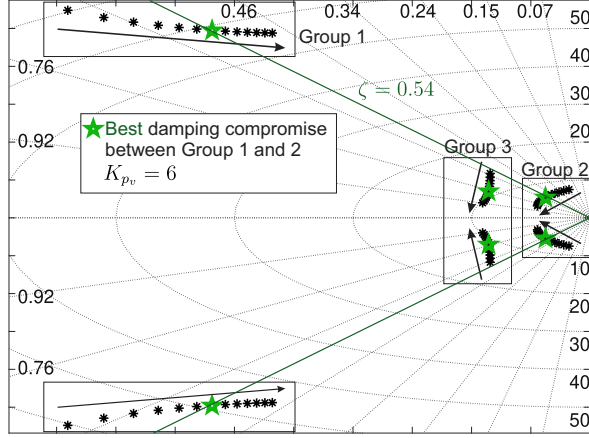 0.46 0.34 0.24 0.15 0.07
50
Group 1
40
0.76
ζ = 0.54
30
Best damping compromise
between Group 1 and 2
K_{p_v} = 6
20
0.92
Group 3
Group 2
10
0.92
20
30
0.76
40
50